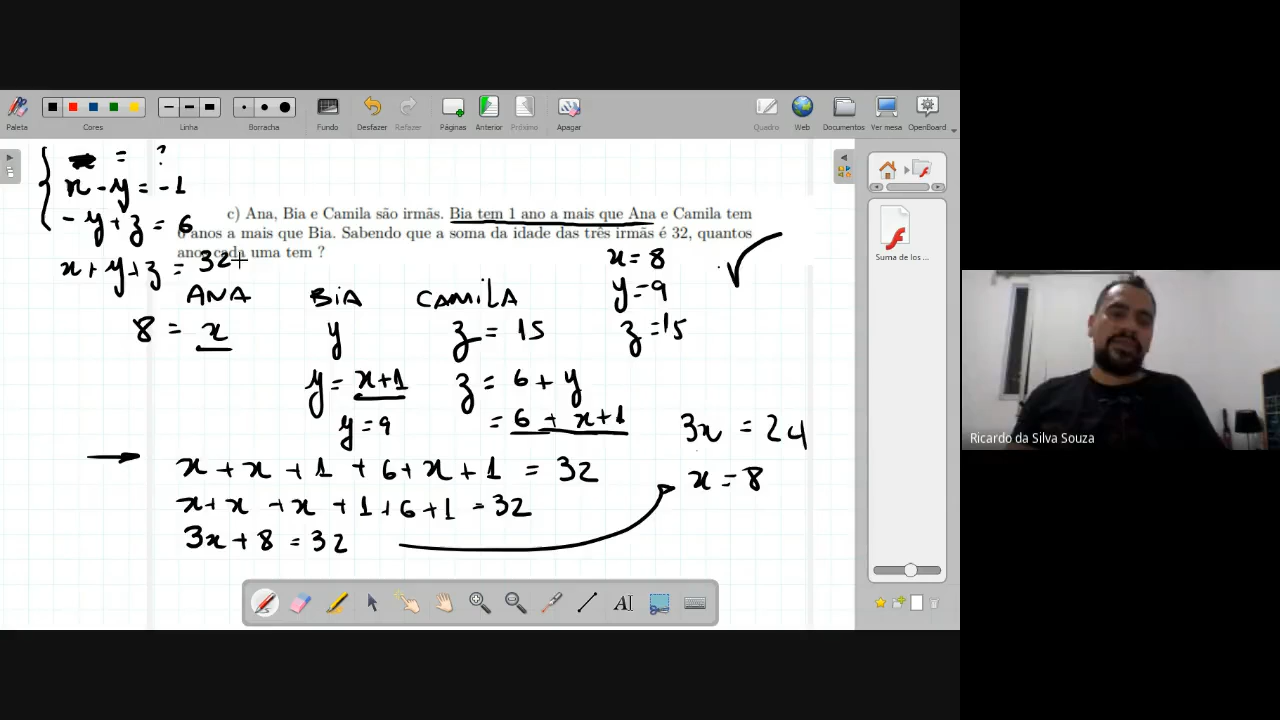 Paleta
Cores
Linha
Borracha
Fundo
Desfazer
Refazer
Páginas
Anterior
Próximo
Apagar
Quadro
Web
Documentos
Ver mesa
OpenBoard
= ?
x - y = -1
-y + z = 6
x + y + z = 32
c) Ana, Bia e Camila são irmãs. Bia tem 1 ano a mais que Ana e Camila tem
6 anos a mais que Bia. Sabendo que a soma da idade das três irmãs é 32, quantos
anos cada uma tem ?
x = 8
y = 9
z = 15
ANA BIA CAMILA
8 = x y z = 15
y = x+1 z = 6 + y
y = 9 = 6 + x+1
x + x + 1 + 6 + x + 1 = 32
x + x + x + 1 + 6 + 1 = 32
3x + 8 = 32
3x = 24
x = 8
Suma de los ...
AI
Ricardo da Silva Souza